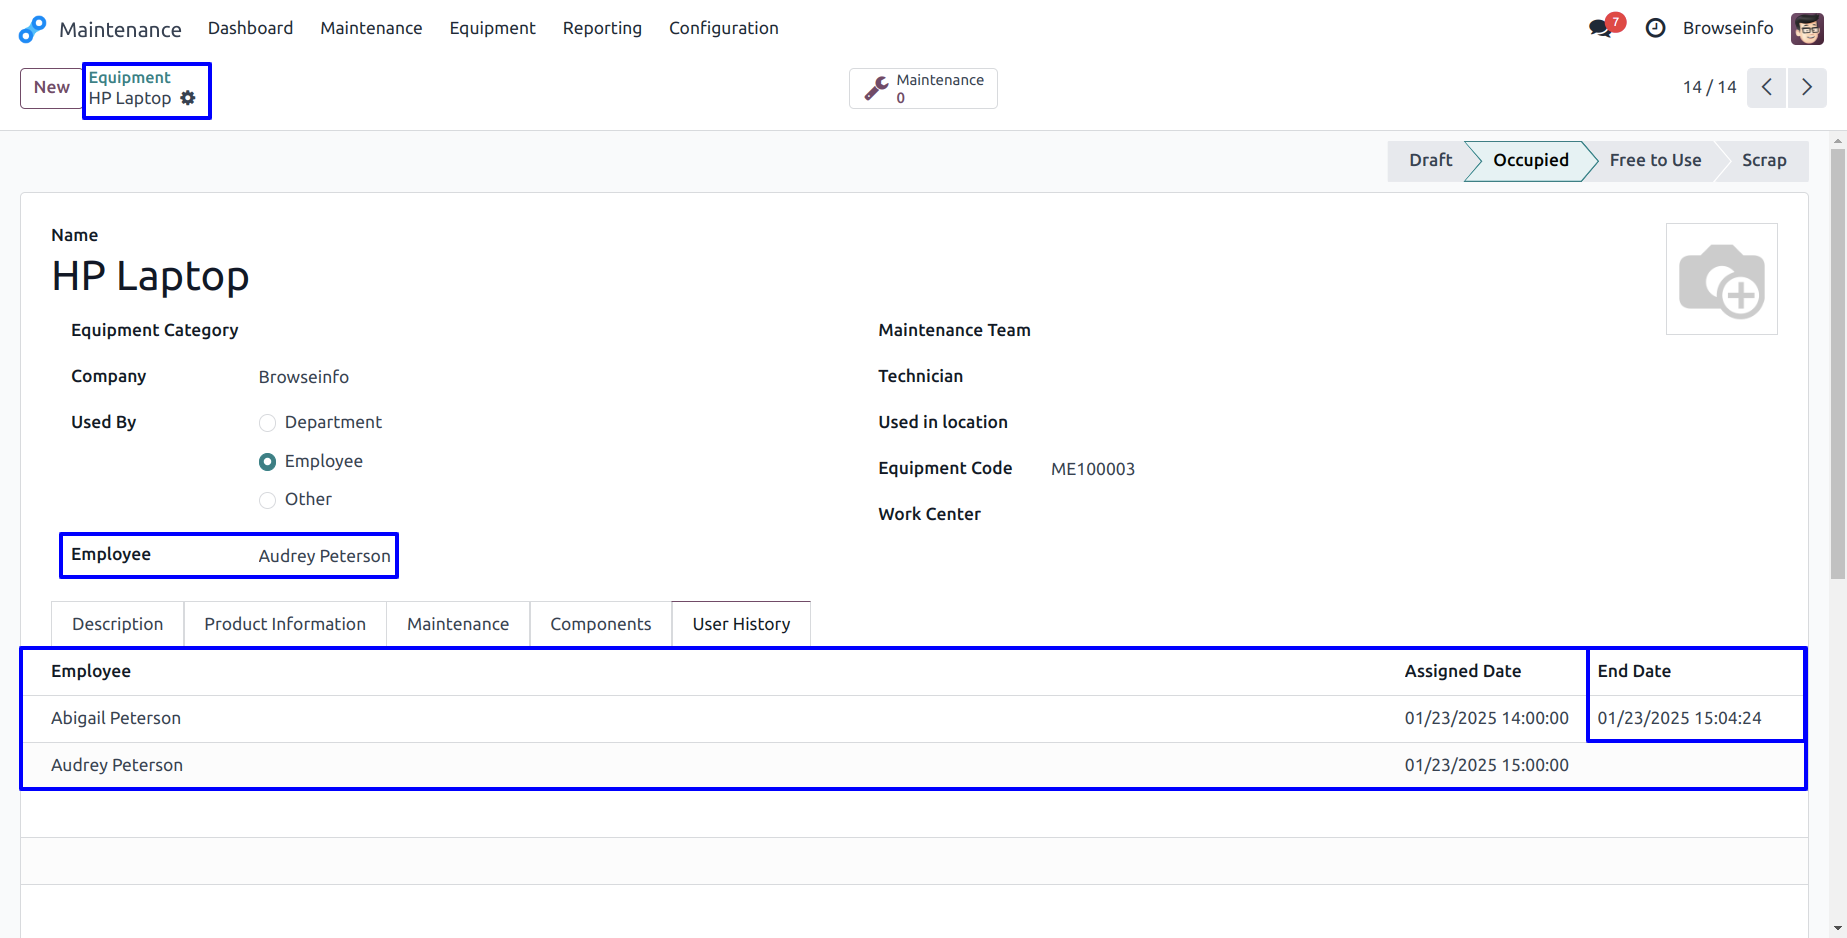 Maintenance Dashboard Maintenance Equipment Reporting Configuration 7 Browseinfo
New Equipment Maintenance
HP Laptop 0 14 / 14
Draft Occupied Free to Use Scrap
Name
HP Laptop
Equipment Category Maintenance Team
Company Browseinfo Technician
Used By Department Used in location
Employee Equipment Code ME100003
Other Work Center
Employee Audrey Peterson
Description Product Information Maintenance Components User History
Employee Assigned Date End Date
Abigail Peterson 01/23/2025 14:00:00 01/23/2025 15:04:24
Audrey Peterson 01/23/2025 15:00:00